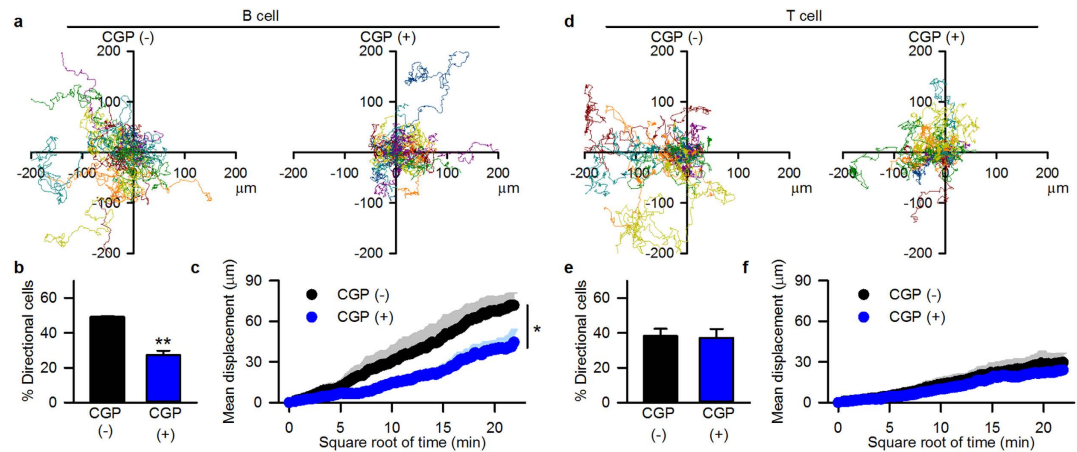 a B cell
CGP (-) CGP (+)
200 200
100 100
-200 -100 0 100 200 -200 -100 0 100 200
μm μm
-100 -100
-200 -200
d T cell
CGP (-) CGP (+)
200 200
100 100
-200 -100 0 100 200 -200 -100 0 100 200
μm μm
-100 -100
-200 -200
b
% Directional cells
60
40
20
0
**
CGP CGP
(-) (+)
c
Mean displacement (μm)
90
60
30
0
CGP (-)
CGP (+)
*
0 5 10 15 20
Square root of time (min)
e
% Directional cells
60
40
20
0
CGP CGP
(-) (+)
f
Mean displacement (μm)
90
60
30
0
CGP (-)
CGP (+)
0 5 10 15 20
Square root of time (min)